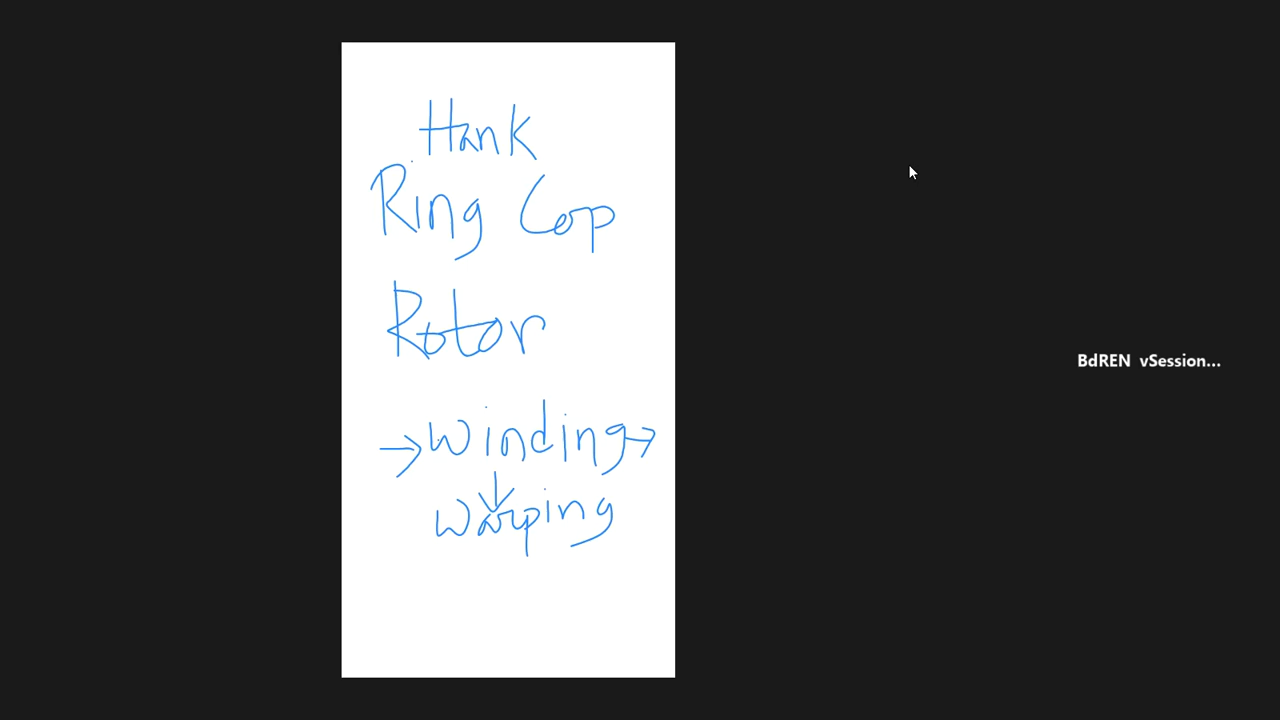 Hank
Ring Cop
Rotor
→ Winding →
↓
Warping
BdREN vSession...